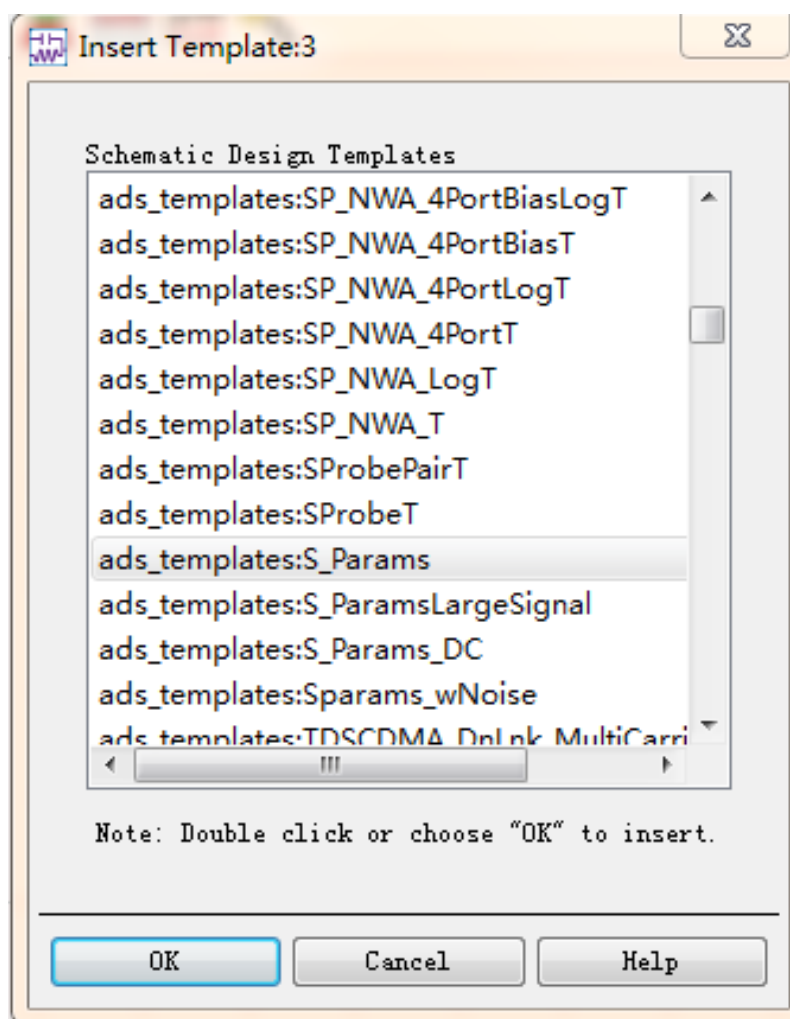 Insert Template:3
Schematic Design Templates
ads_templates:SP_NWA_4PortBiasLogT
ads_templates:SP_NWA_4PortBiasT
ads_templates:SP_NWA_4PortLogT
ads_templates:SP_NWA_4PortT
ads_templates:SP_NWA_LogT
ads_templates:SP_NWA_T
ads_templates:SProbePairT
ads_templates:SProbeT
ads_templates:S_Params
ads_templates:S_ParamsLargeSignal
ads_templates:S_Params_DC
ads_templates:Sparams_wNoise
ads_templates:TDSCDMA_DnLnk_MultiCarri
Note: Double click or choose "OK" to insert.
OK Cancel Help